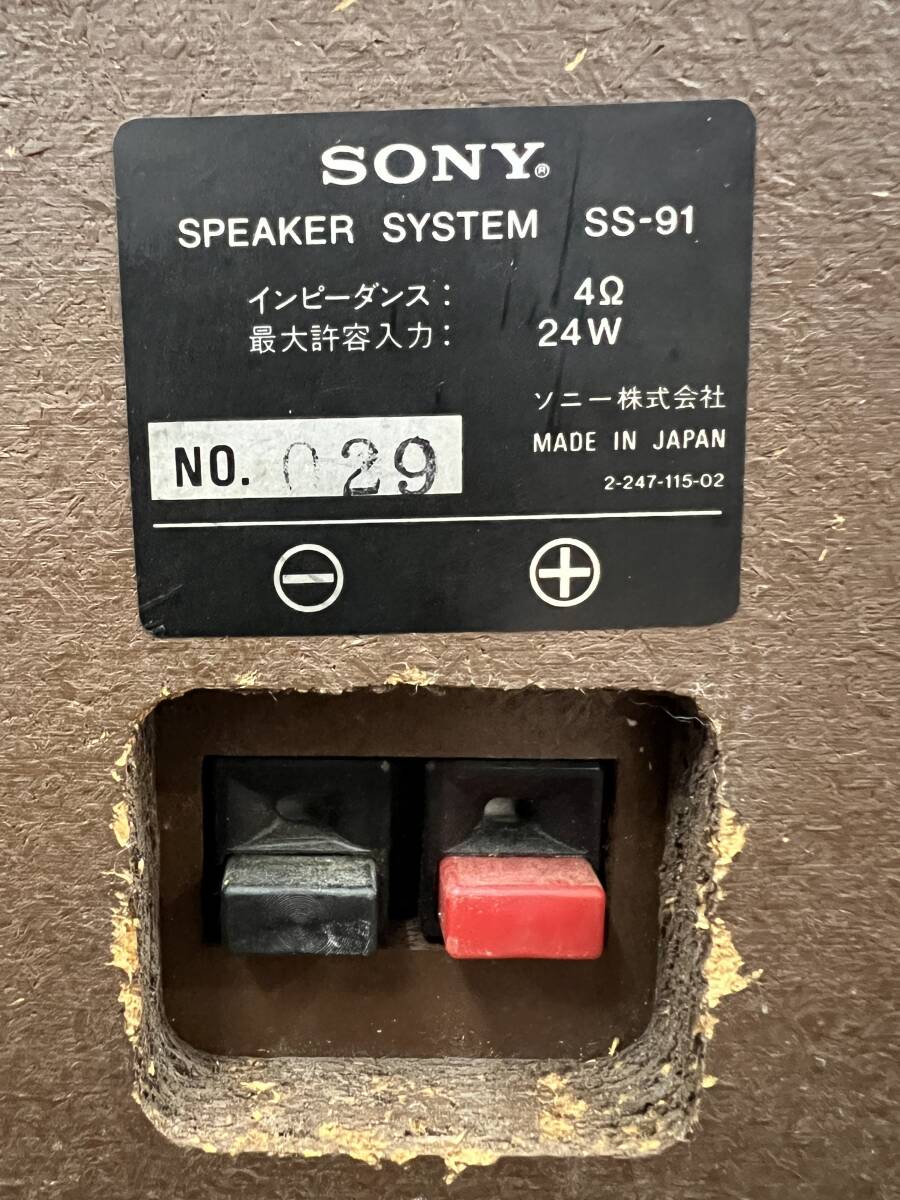 SONY®
SPEAKER SYSTEM SS-91
インピーダンス: 4Ω
最大許容入力: 24W
ソニー株式会社
MADE IN JAPAN
2-247-115-02
NO. 029
⊖ ⊕